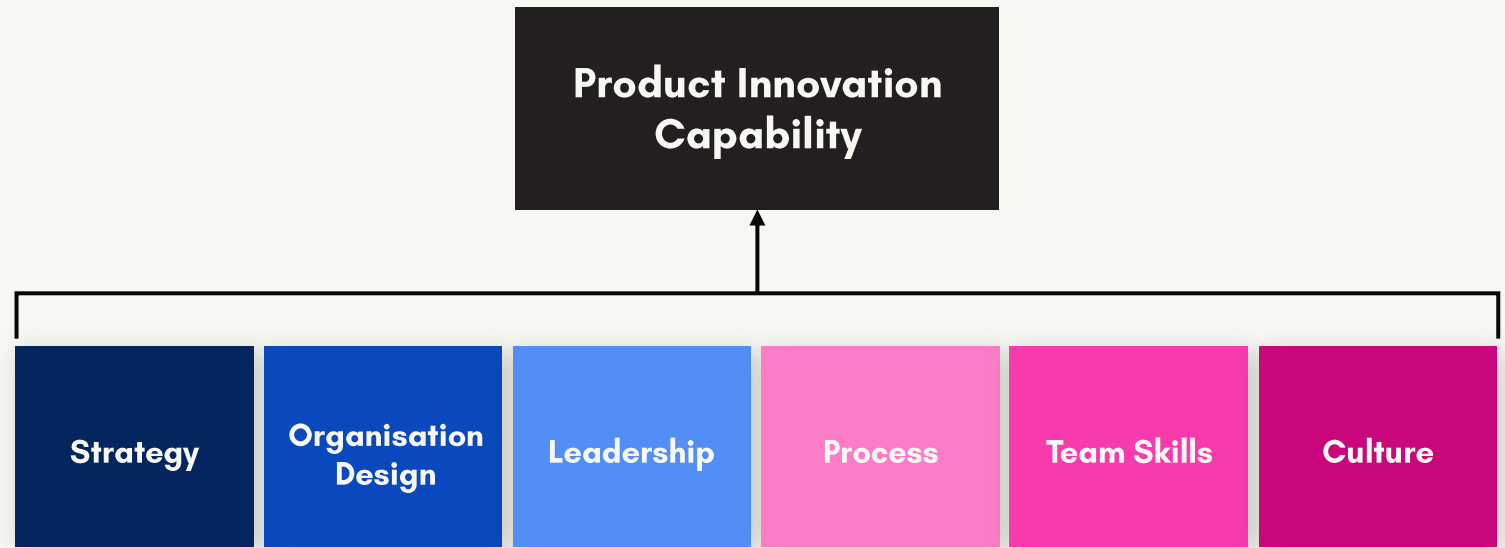 Product Innovation
Capability
Strategy
Organisation
Design
Leadership
Process
Team Skills
Culture